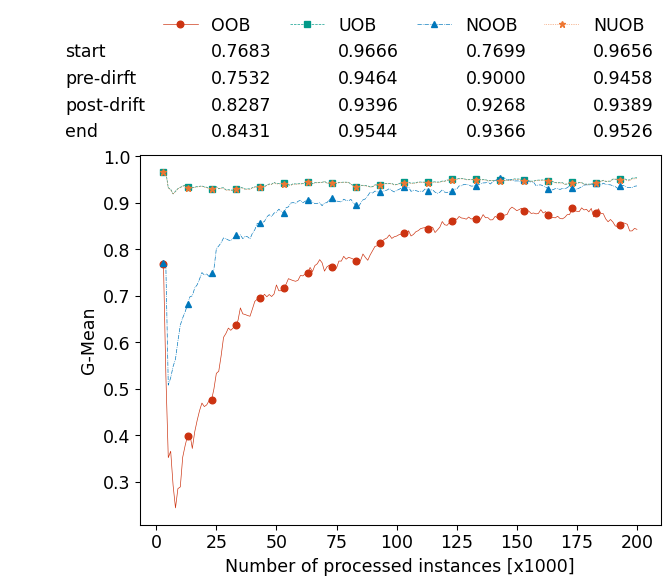 OOB UOB NOOB NUOB
start 0.7683 0.9666 0.7699 0.9656
pre-dirft 0.7532 0.9464 0.9000 0.9458
post-drift 0.8287 0.9396 0.9268 0.9389
end 0.8431 0.9544 0.9366 0.9526
1.0
0.9
0.8
0.7
0.6
0.5
0.4
0.3
G-Mean
0 25 50 75 100 125 150 175 200
Number of processed instances [x1000]